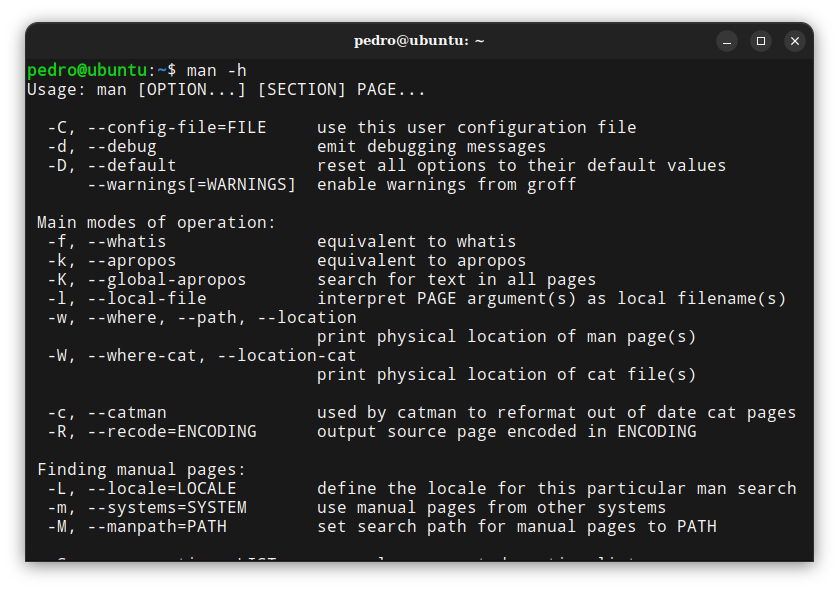 pedro@ubuntu: ~
pedro@ubuntu:~$ man -h
Usage: man [OPTION...] [SECTION] PAGE...
-C, --config-file=FILE     use this user configuration file
-d, --debug                emit debugging messages
-D, --default              reset all options to their default values
    --warnings[=WARNINGS]  enable warnings from groff
Main modes of operation:
-f, --whatis               equivalent to whatis
-k, --apropos              equivalent to apropos
-K, --global-apropos       search for text in all pages
-l, --local-file           interpret PAGE argument(s) as local filename(s)
-w, --where, --path, --location
                           print physical location of man page(s)
-W, --where-cat, --location-cat
                           print physical location of cat file(s)
-c, --catman               used by catman to reformat out of date cat pages
-R, --recode=ENCODING      output source page encoded in ENCODING
Finding manual pages:
-L, --locale=LOCALE        define the locale for this particular man search
-m, --systems=SYSTEM       use manual pages from other systems
-M, --manpath=PATH         set search path for manual pages to PATH